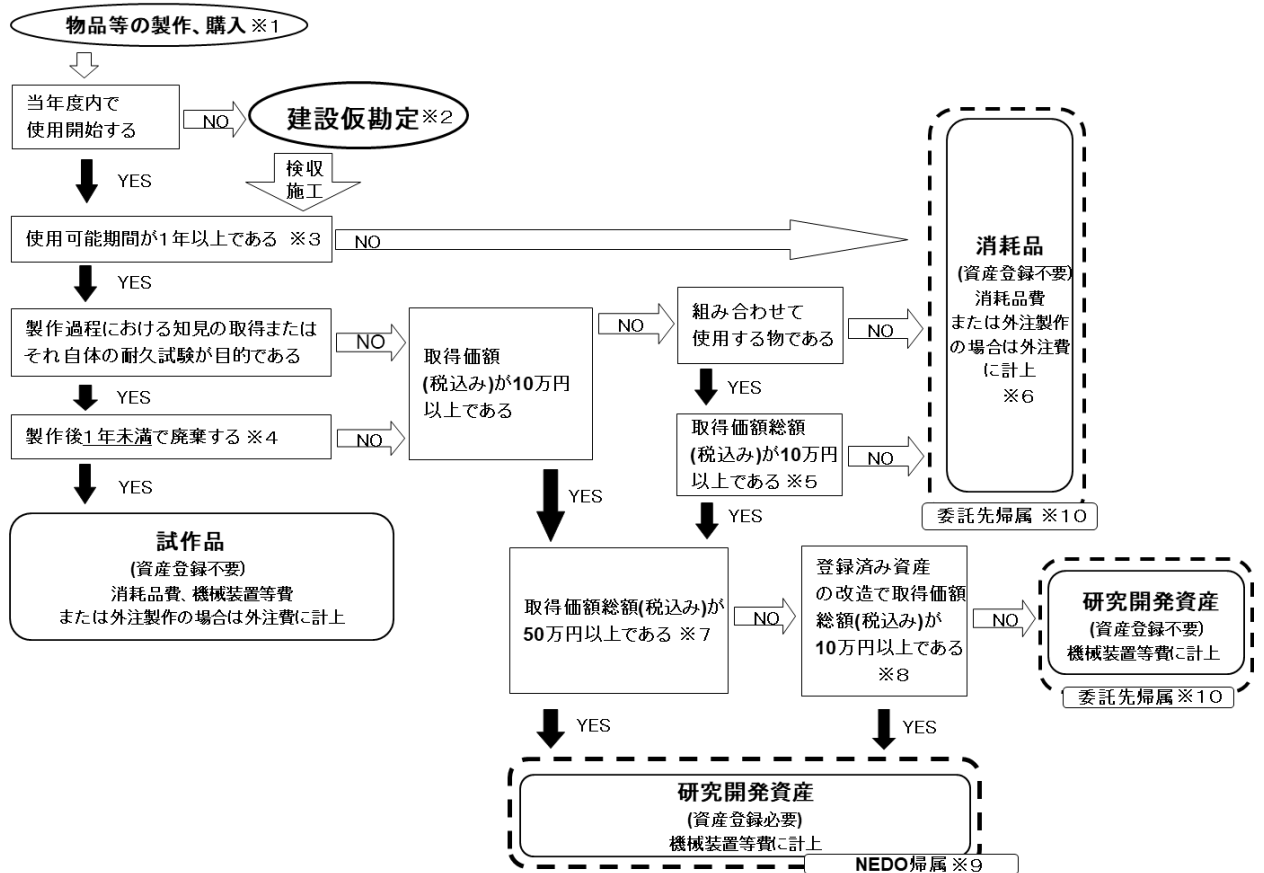 物品等の製作、購入 ※1
当年度内で
使用開始する
NO
建設仮勘定※2
YES
検収
施工
使用可能期間が1年以上である ※3
NO
YES
製作過程における知見の取得または
それ自体の耐久試験が目的である
NO
YES
製作後1年未満で廃棄する ※4
NO
YES
試作品
(資産登録不要)
消耗品費、機械装置等費
または外注製作の場合は外注費に計上
取得価額
(税込み)が10万円
以上である
NO
YES
組み合わせて
使用する物である
NO
YES
取得価額総額
(税込み)が10万円
以上である ※5
NO
YES
消耗品
(資産登録不要)
消耗品費
または外注製作
の場合は外注費
に計上
※6
委託先帰属 ※10
取得価額総額(税込み)が
50万円以上である ※7
NO
YES
登録済み資産
の改造で取得価額
総額(税込み)が
10万円以上である
※8
NO
YES
研究開発資産
(資産登録不要)
機械装置等費に計上
委託先帰属※10
研究開発資産
(資産登録必要)
機械装置等費に計上
NEDO帰属※9